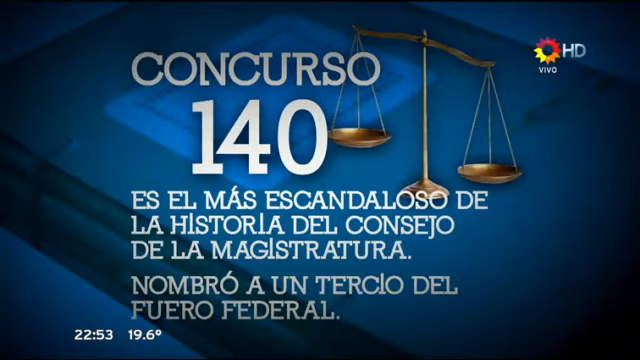 HD
VIVO
CONCURSO
140
ES EL MÁS ESCANDALOSO DE
LA HISTORIA DEL CONSEJO
DE LA MAGISTRATURA.
NOMBRÓ A UN TERCIO DEL
FUERO FEDERAL.
22:53 19.6°